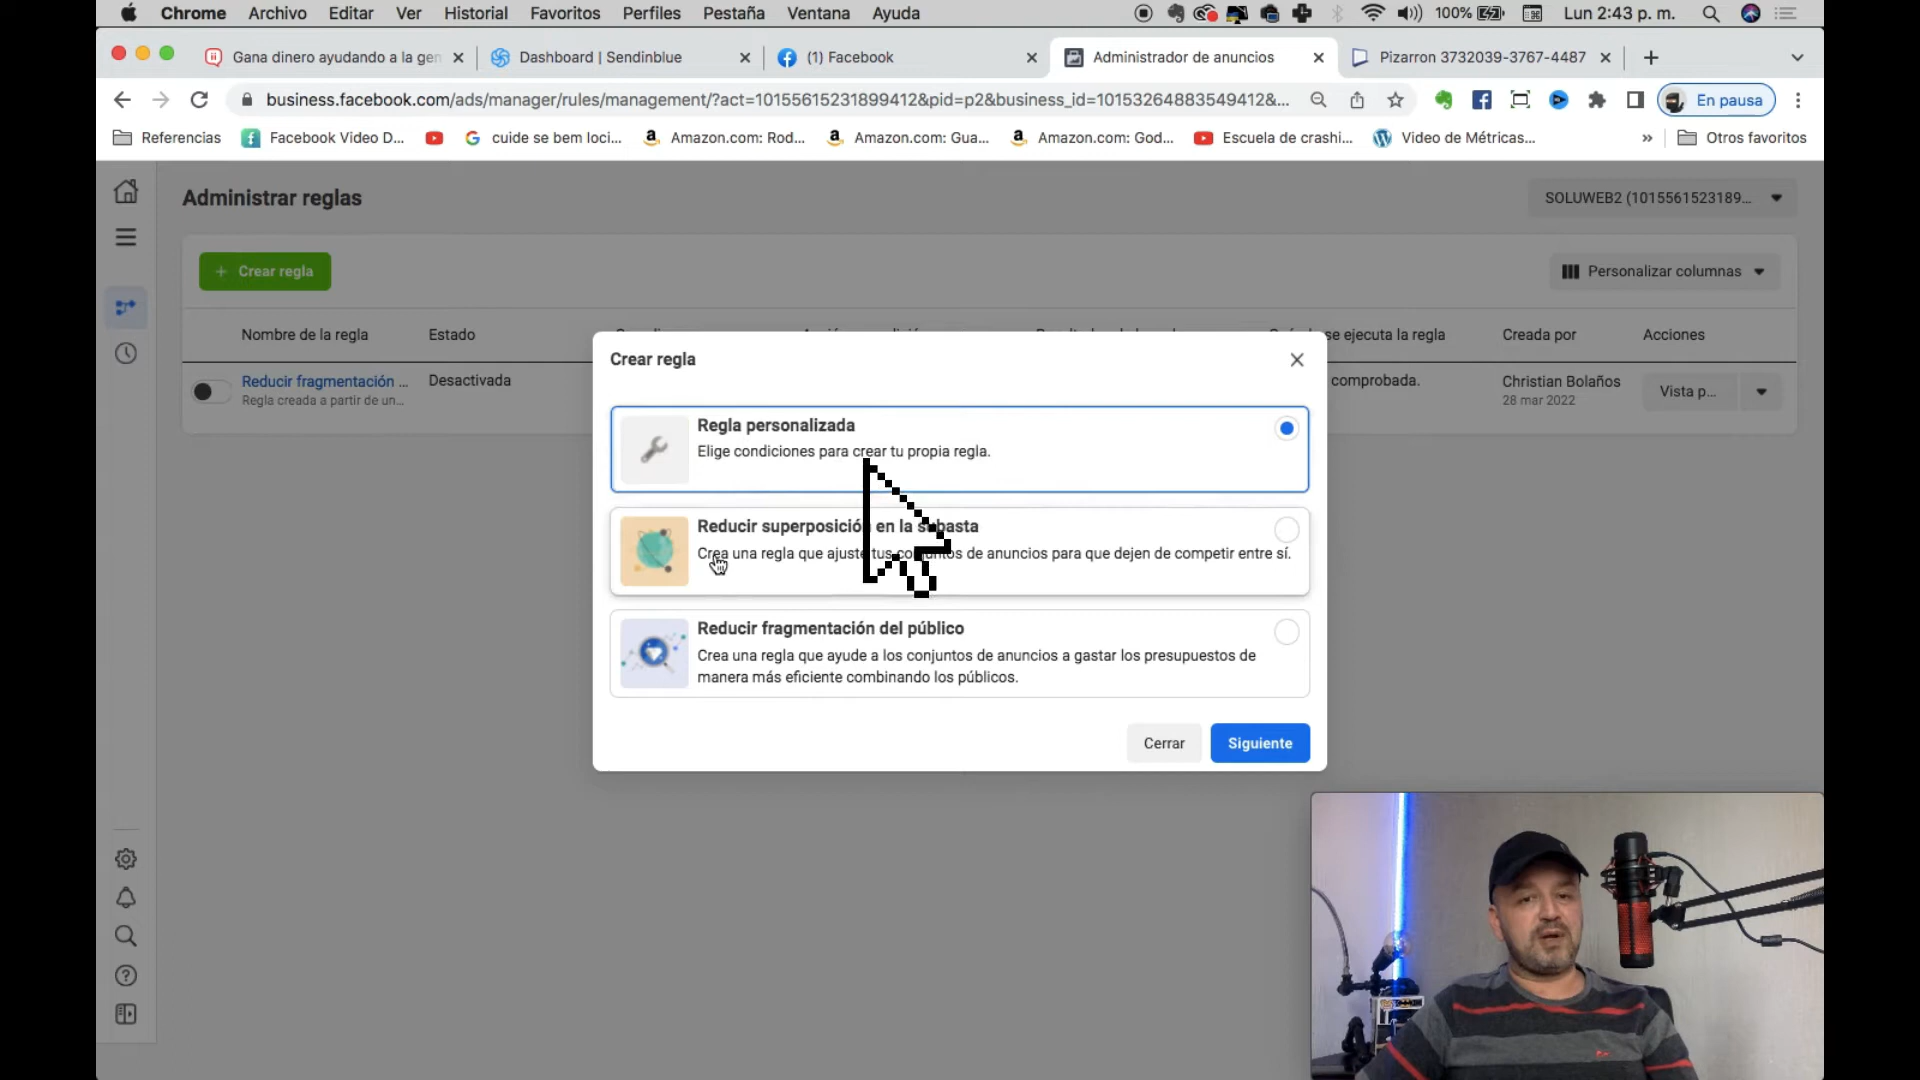 Chrome Archivo Editar Ver Historial Favoritos Perfiles Pestaña Ventana Ayuda 100% Lun 2:43 p. m.
Gana dinero ayudando a la gen Dashboard | Sendinblue (1) Facebook Administrador de anuncios Pizarron 3732039-3767-4487
business.facebook.com/ads/manager/rules/management/?act=10155615231899412&pid=p2&business_id=10153264883549412&... En pausa
Referencias Facebook Video D... cuide se bem loci... Amazon.com: Rod... Amazon.com: Gua... Amazon.com: God... Escuela de crashi... Video de Métricas... » Otros favoritos
Administrar reglas SOLUWEB2 (1015561523189...
+ Crear regla Personalizar columnas
Nombre de la regla Estado se ejecuta la regla Creada por Acciones
Reducir fragmentación ... Desactivada comprobada. Christian Bolaños Vista p...
Regla creada a partir de un... 28 mar 2022
Crear regla
Regla personalizada
Elige condiciones para crear tu propia regla.
Reducir superposición en la subasta
Crea una regla que ajuste tus conjuntos de anuncios para que dejen de competir entre sí.
Reducir fragmentación del público
Crea una regla que ayude a los conjuntos de anuncios a gastar los presupuestos de
manera más eficiente combinando los públicos.
Cerrar Siguiente